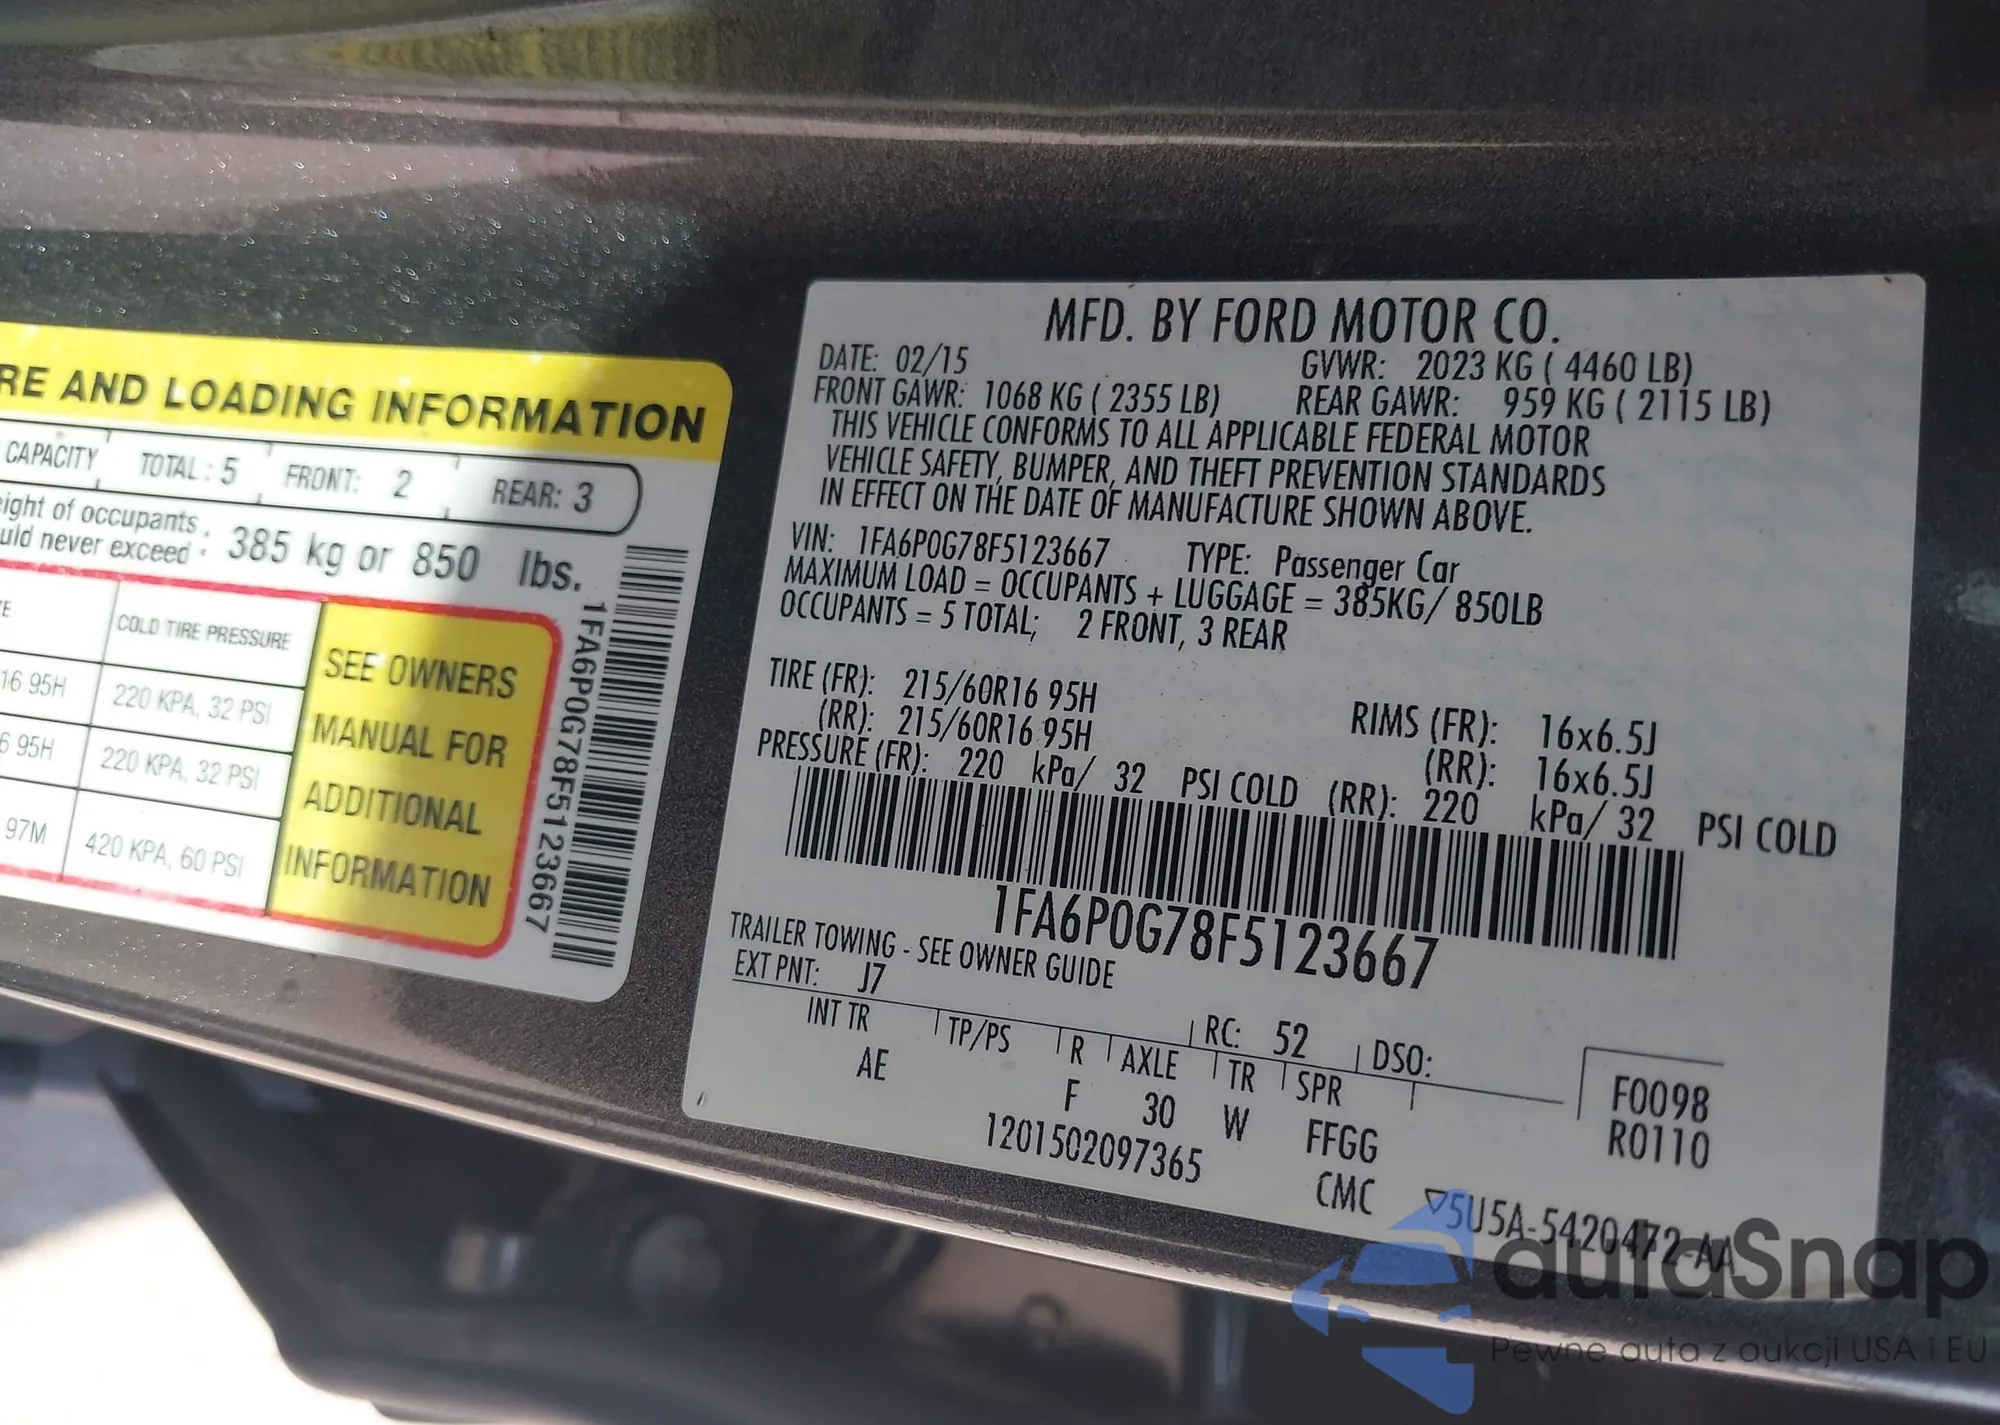 RE AND LOADING INFORMATION
CAPACITY TOTAL : 5 FRONT: 2 REAR: 3
eight of occupants :
uld never exceed : 385 kg or 850 lbs.
COLD TIRE PRESSURE
16 95H 220 KPA, 32 PSI
6 95H 220 KPA, 32 PSI
97M 420 KPA, 60 PSI
SEE OWNERS
MANUAL FOR
ADDITIONAL
INFORMATION
1FA6P0G78F5123667
MFD. BY FORD MOTOR CO.
DATE: 02/15 GVWR: 2023 KG ( 4460 LB)
FRONT GAWR: 1068 KG ( 2355 LB) REAR GAWR: 959 KG ( 2115 LB)
THIS VEHICLE CONFORMS TO ALL APPLICABLE FEDERAL MOTOR
VEHICLE SAFETY, BUMPER, AND THEFT PREVENTION STANDARDS
IN EFFECT ON THE DATE OF MANUFACTURE SHOWN ABOVE.
VIN: 1FA6P0G78F5123667 TYPE: Passenger Car
MAXIMUM LOAD = OCCUPANTS + LUGGAGE = 385KG/ 850LB
OCCUPANTS = 5 TOTAL; 2 FRONT, 3 REAR
TIRE (FR): 215/60R16 95H RIMS (FR): 16x6.5J
(RR): 215/60R16 95H (RR): 16x6.5J
PRESSURE (FR): 220 kPa/ 32 PSI COLD (RR): 220 kPa/ 32 PSI COLD
1FA6P0G78F5123667
TRAILER TOWING - SEE OWNER GUIDE
EXT PNT: J7 RC: 52 DSO:
INT TR TP/PS R AXLE TR SPR
AE F 30 W FFGG
F0098
R0110
1201502097365 CMC
▽5U5A-5420472-AA
autaSnap
Pewne auta z aukcji USA i EU